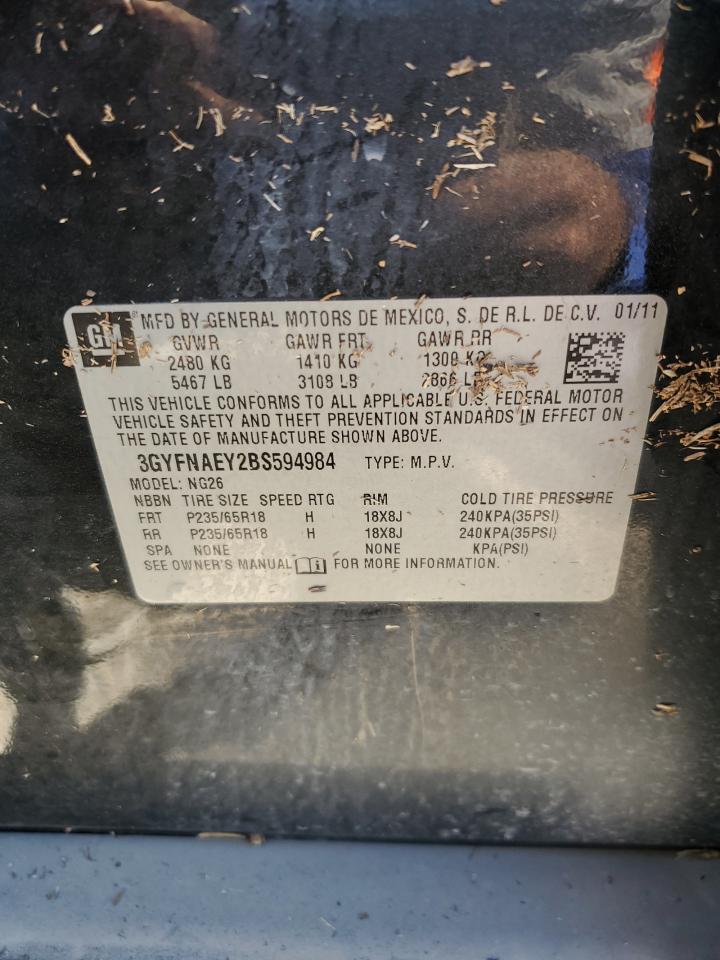 GM ® MFD BY GENERAL MOTORS DE MEXICO, S. DE R.L. DE C.V. 01/11
GVWR GAWR FRT GAWR RR
2480 KG 1410 KG 1300 KG
5467 LB 3108 LB 2866 LB
THIS VEHICLE CONFORMS TO ALL APPLICABLE U.S. FEDERAL MOTOR
VEHICLE SAFETY AND THEFT PREVENTION STANDARDS IN EFFECT ON
THE DATE OF MANUFACTURE SHOWN ABOVE.
3GYFNAEY2BS594984 TYPE: M.P.V.
MODEL: NG26
NBBN TIRE SIZE SPEED RTG RIM COLD TIRE PRESSURE
FRT P235/65R18 H 18X8J 240KPA(35PSI)
RR P235/65R18 H 18X8J 240KPA(35PSI)
SPA NONE NONE KPA(PSI)
SEE OWNER'S MANUAL FOR MORE INFORMATION.